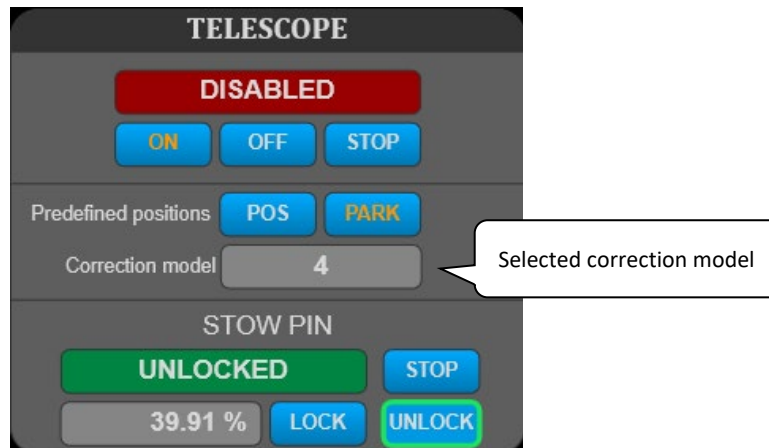 TELESCOPE
DISABLED
ON OFF STOP
Predefined positions POS PARK
Correction model 4
Selected correction model
STOW PIN
UNLOCKED STOP
39.91 % LOCK UNLOCK